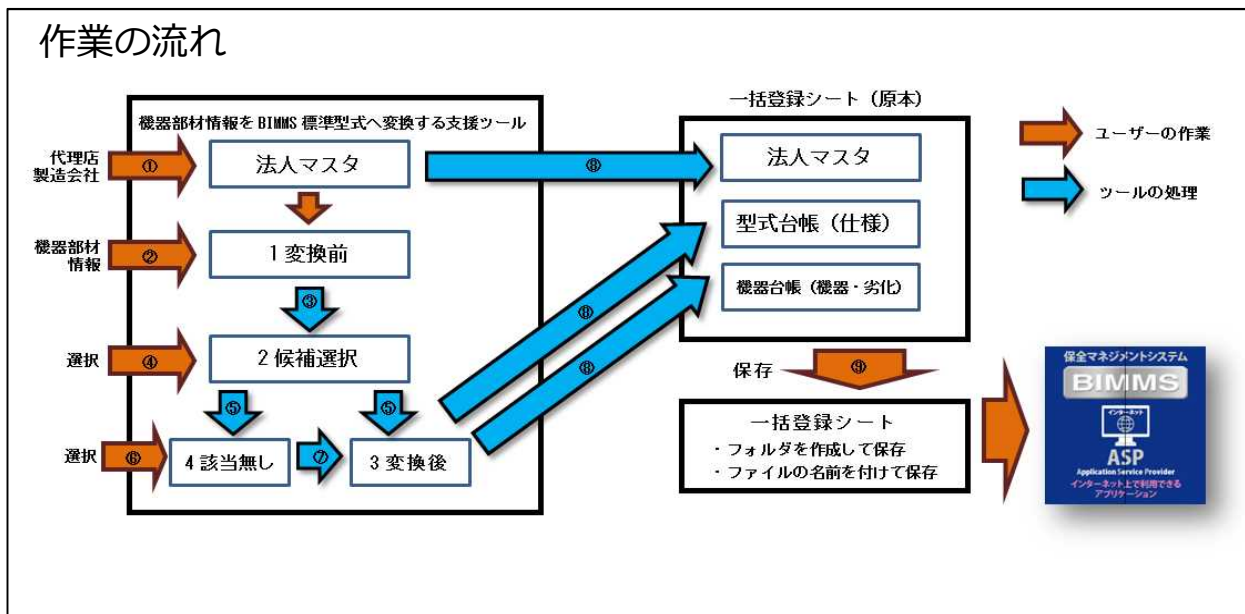 作業の流れ
機器部材情報をBIMMS標準型式へ変換する支援ツール
代理店
製造会社
①
法人マスタ
機器部材
情報
②
1変換前
③
選択
④
2候補選択
⑤
⑤
選択
⑥
4該当無し
⑦
3変換後
⑧
⑧
⑧
一括登録シート（原本）
法人マスタ
型式台帳（仕様）
機器台帳（機器・劣化）
保存
⑨
一括登録シート
・フォルダを作成して保存
・ファイルの名前を付けて保存
ユーザーの作業
ツールの処理
保全マネジメントシステム
BIMMS
インターネット
ASP
Application Service Provider
インターネット上で利用できる
アプリケーション